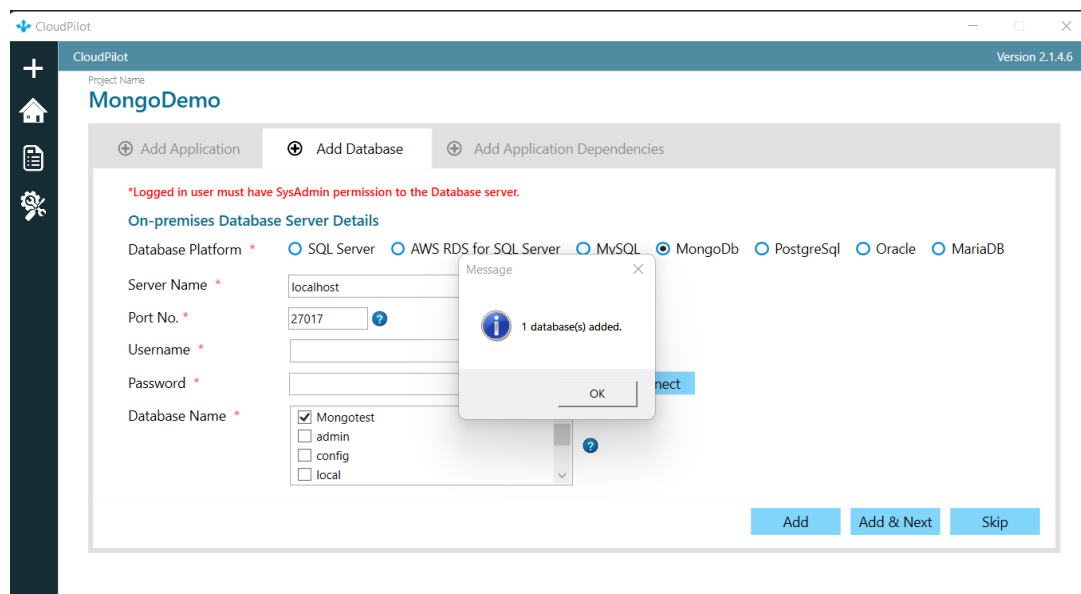 CloudPilot
CloudPilot Version 2.1.4.6
Project Name
MongoDemo
Add Application Add Database Add Application Dependencies
*Logged in user must have SysAdmin permission to the Database server.
On-premises Database Server Details
Database Platform * SQL Server AWS RDS for SQL Server MySQL MongoDb PostgreSql Oracle MariaDB
Message
Server Name * localhost
Port No. * 27017 ?
1 database(s) added.
Username *
Password * nect
OK
Database Name * Mongotest
admin
config ?
local
Add Add & Next Skip